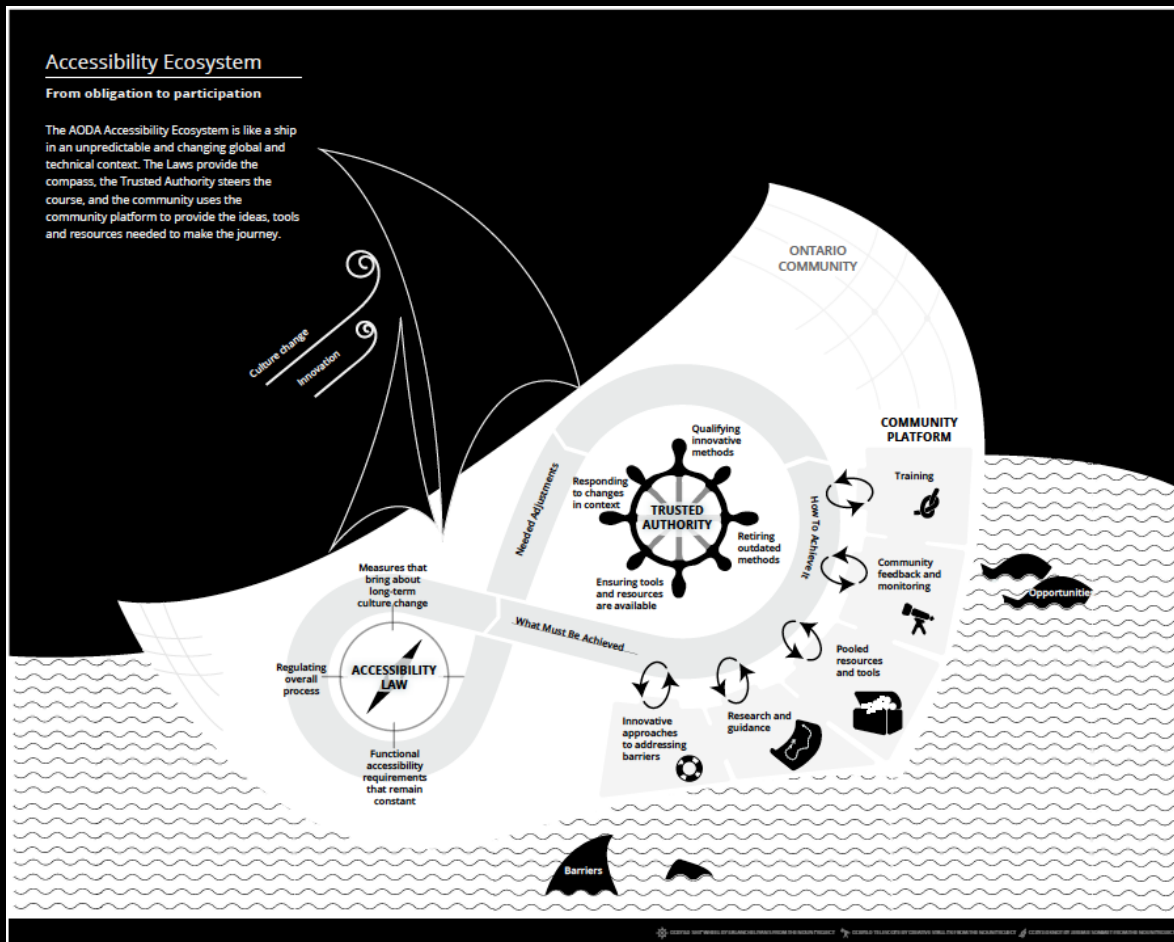 Accessibility Ecosystem
From obligation to participation
The AODA Accessibility Ecosystem is like a ship
in an unpredictable and changing global and
technical context. The Laws provide the
compass, the Trusted Authority steers the
course, and the community uses the
community platform to provide the ideas, tools
and resources needed to make the journey.
Culture change
Innovation
ONTARIO
COMMUNITY
COMMUNITY
PLATFORM
Training
Community
feedback and
monitoring
Pooled
resources
and tools
Research and
guidance
Innovative
approaches
to addressing
barriers
Needed Adjustments
How To Achieve It
What Must Be Achieved
Qualifying
innovative
methods
Responding
to changes
in context
TRUSTED
AUTHORITY
Retiring
outdated
methods
Ensuring tools
and resources
are available
Measures that
bring about
long-term
culture change
Regulating
overall
process
ACCESSIBILITY
LAW
Functional
accessibility
requirements
that remain
constant
Opportunities
Barriers